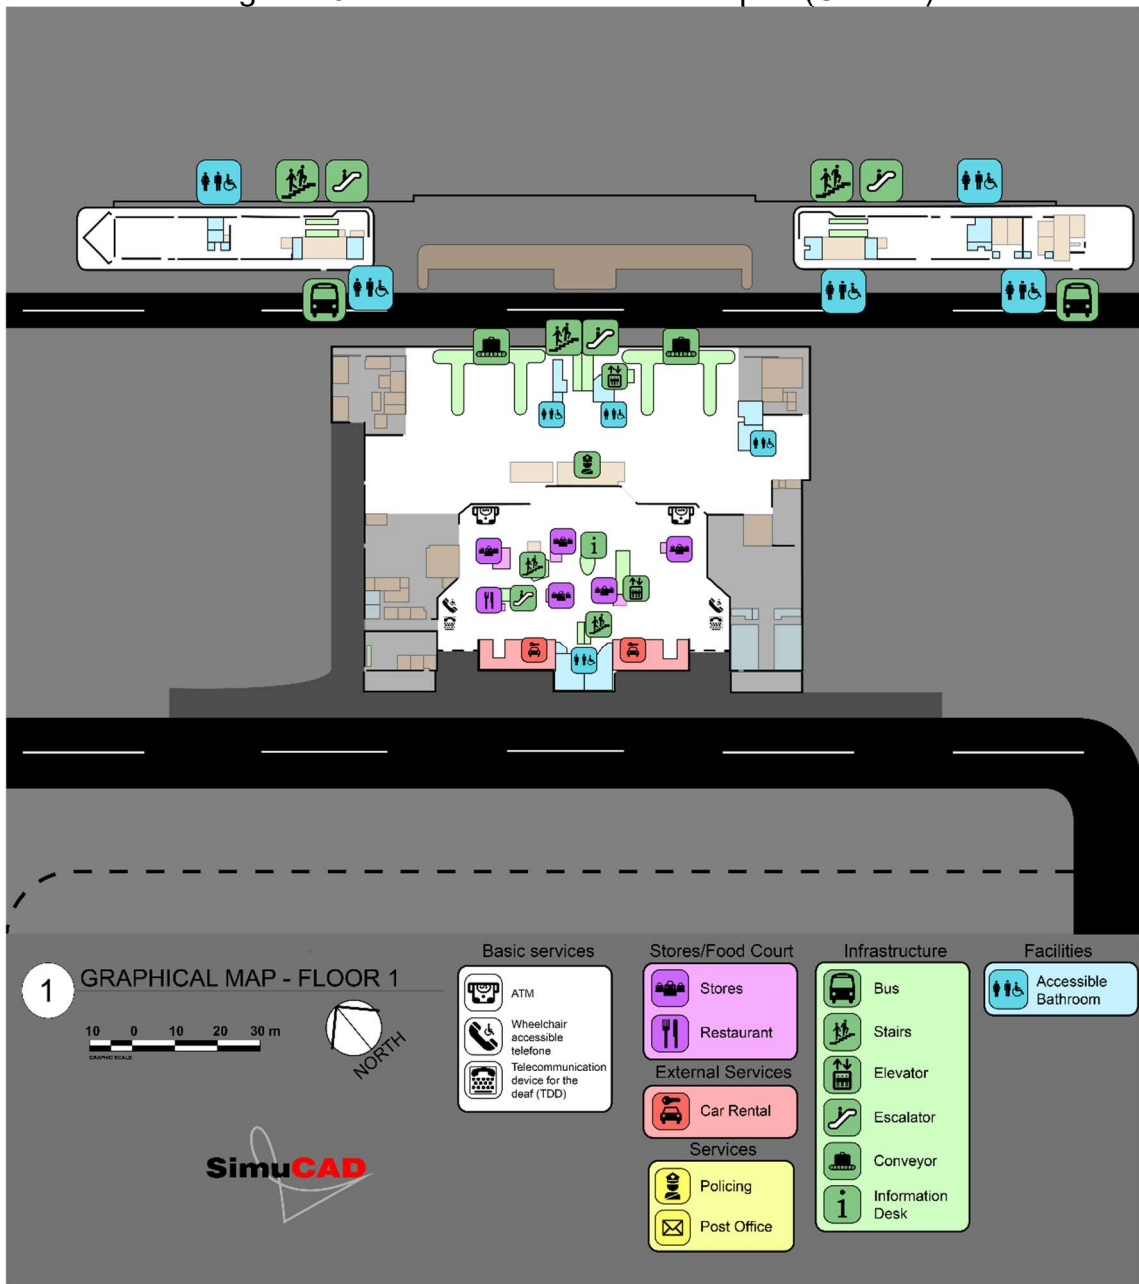 1
GRAPHICAL MAP - FLOOR 1
10 0 10 20 30 m
GRAPHIC SCALE
NORTH
SimuCAD
Basic services
ATM
Wheelchair
accessible
telefone
Telecommunication
device for the
deaf (TDD)
Stores/Food Court
Stores
Restaurant
External Services
Car Rental
Services
Policing
Post Office
Infrastructure
Bus
Stairs
Elevator
Escalator
Conveyor
Information
Desk
Facilities
Accessible
Bathroom